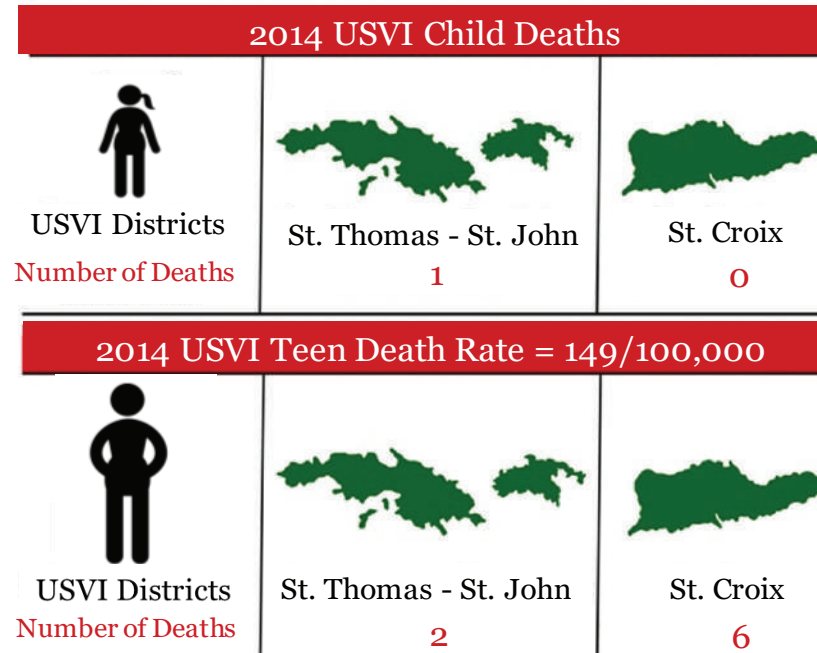 2014 USVI Child Deaths
USVI Districts
St. Thomas - St. John
St. Croix
Number of Deaths
1
0
2014 USVI Teen Death Rate = 149/100,000
USVI Districts
St. Thomas - St. John
St. Croix
Number of Deaths
2
6